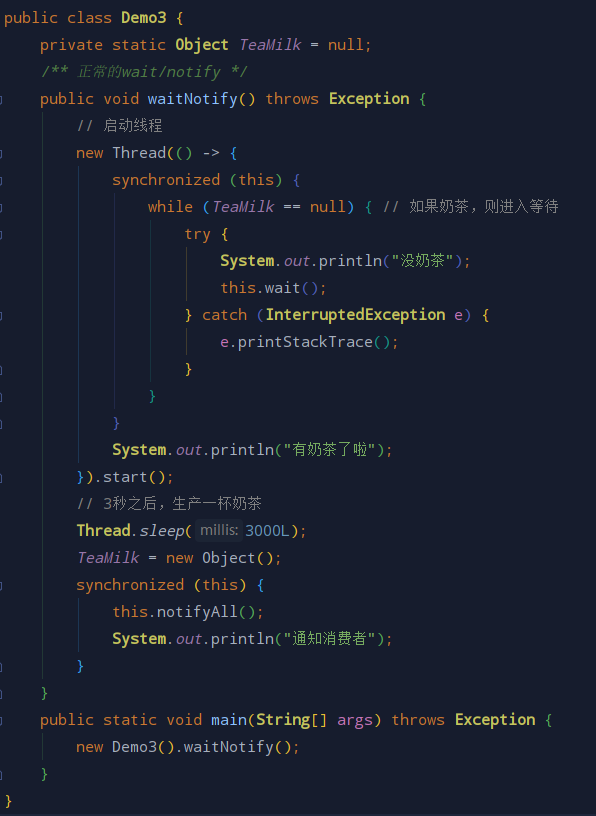 public class Demo3 {
    private static Object TeaMilk = null;
    /** 正常的wait/notify */
    public void waitNotify() throws Exception {
        // 启动线程
        new Thread(() -> {
            synchronized (this) {
                while (TeaMilk == null) { // 如果奶茶，则进入等待
                    try {
                        System.out.println("没奶茶");
                        this.wait();
                    } catch (InterruptedException e) {
                        e.printStackTrace();
                    }
                }
            }
            System.out.println("有奶茶了啦");
        }).start();
        // 3秒之后，生产一杯奶茶
        Thread.sleep( millis: 3000L);
        TeaMilk = new Object();
        synchronized (this) {
            this.notifyAll();
            System.out.println("通知消费者");
        }
    }
    public static void main(String[] args) throws Exception {
        new Demo3().waitNotify();
    }
}